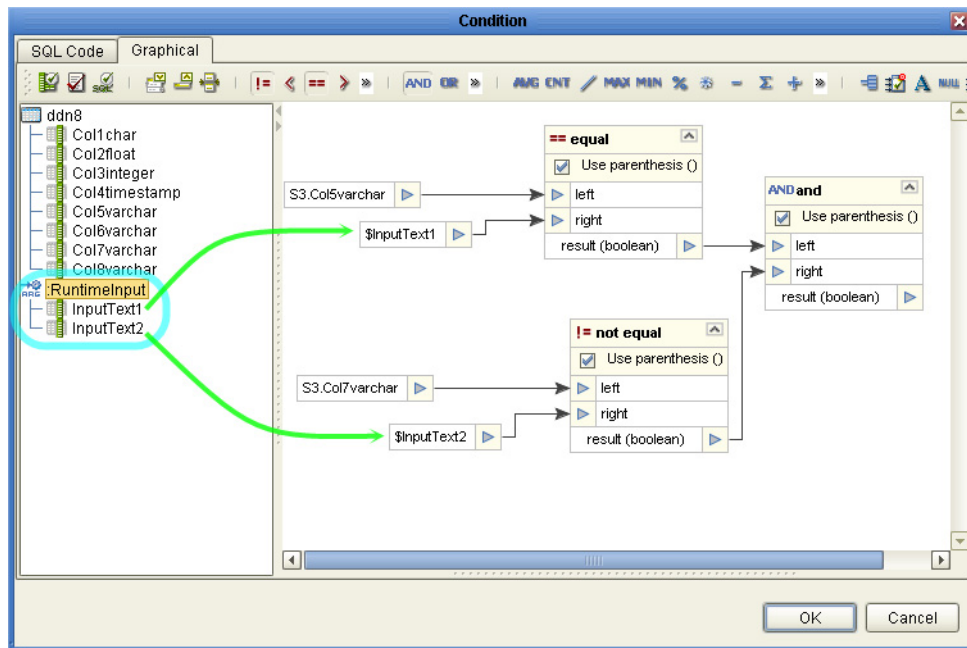 Condition
SQL Code Graphical
!= == AND OR AVG CNT MAX MIN % - Σ A NULL
ddn8
Col1char
Col2float
Col3integer
Col4timestamp
Col5varchar
Col6varchar
Col7varchar
Col8varchar
ARG :RuntimeInput
InputText1
InputText2
== equal
Use parenthesis ()
S3.Col5varchar
left
$InputText1
right
result (boolean)
AND and
Use parenthesis ()
left
right
result (boolean)
!= not equal
Use parenthesis ()
S3.Col7varchar
left
$InputText2
right
result (boolean)
OK Cancel